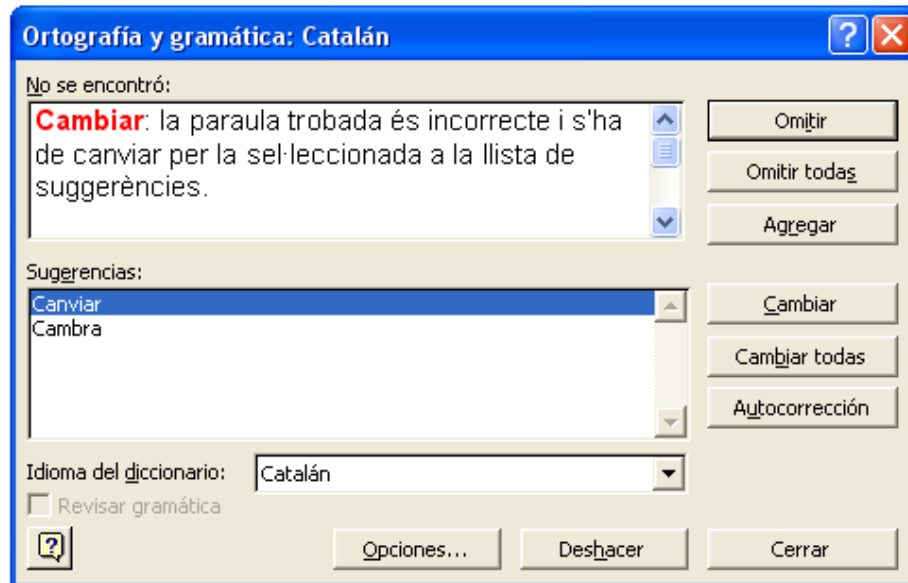 Ortografía y gramática: Catalán
No se encontró:
Cambiar: la paraula trobada és incorrecte i s'ha
de canviar per la sel·leccionada a la llista de
suggerències.
Omitir
Omitir todas
Agregar
Sugerencias:
Canviar
Cambra
Cambiar
Cambiar todas
Autocorrección
Idioma del diccionario:
Catalán
Revisar gramática
Opciones...
Deshacer
Cerrar